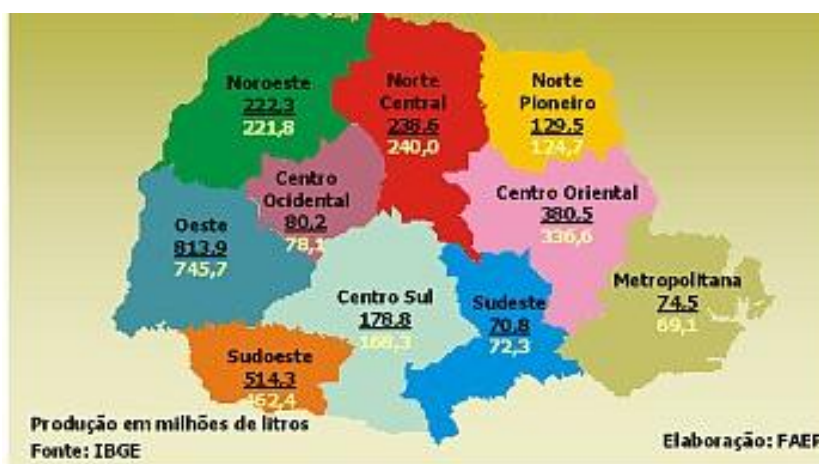 Noroeste
222,3
221,8
Norte
Central
238,6
240,0
Norte
Pioneiro
129,5
124,7
Centro
Ocidental
80,2
78,1
Centro Oriental
380,5
336,6
Oeste
813,9
745,7
Metropolitana
74,5
69,1
Centro Sul
178,8
168,3
Sudeste
70,8
72,3
Sudoeste
514,3
462,4
Produção em milhões de litros
Fonte: IBGE
Elaboração: FAEP